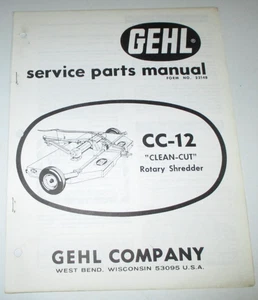 GEHL
service parts manual
FORM NO.
CC-12
"CLEAN-CUT"
Rotary Shredder
GEHL COMPANY
WEST BEND, WISCONSIN 53095 U.S.A.